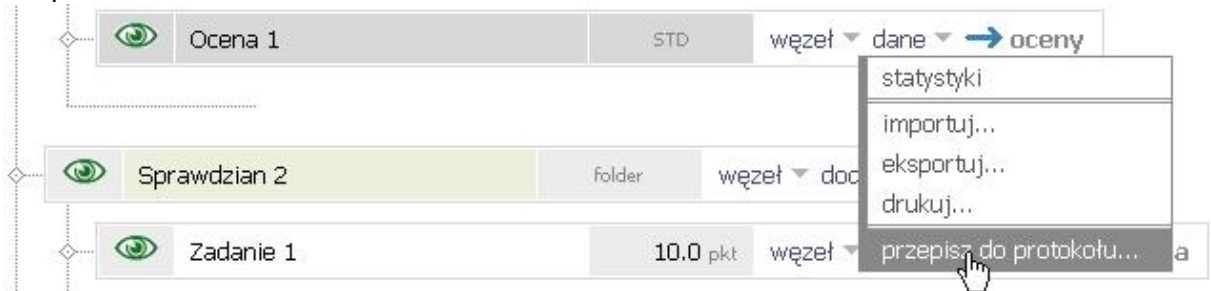 Ocena 1 STD węzeł dane oceny
statystyki
importuj...
Sprawdzian 2 folder węzeł eksportuj...
drukuj...
Zadanie 1 10.0 pkt węzeł przepisz do protokołu...